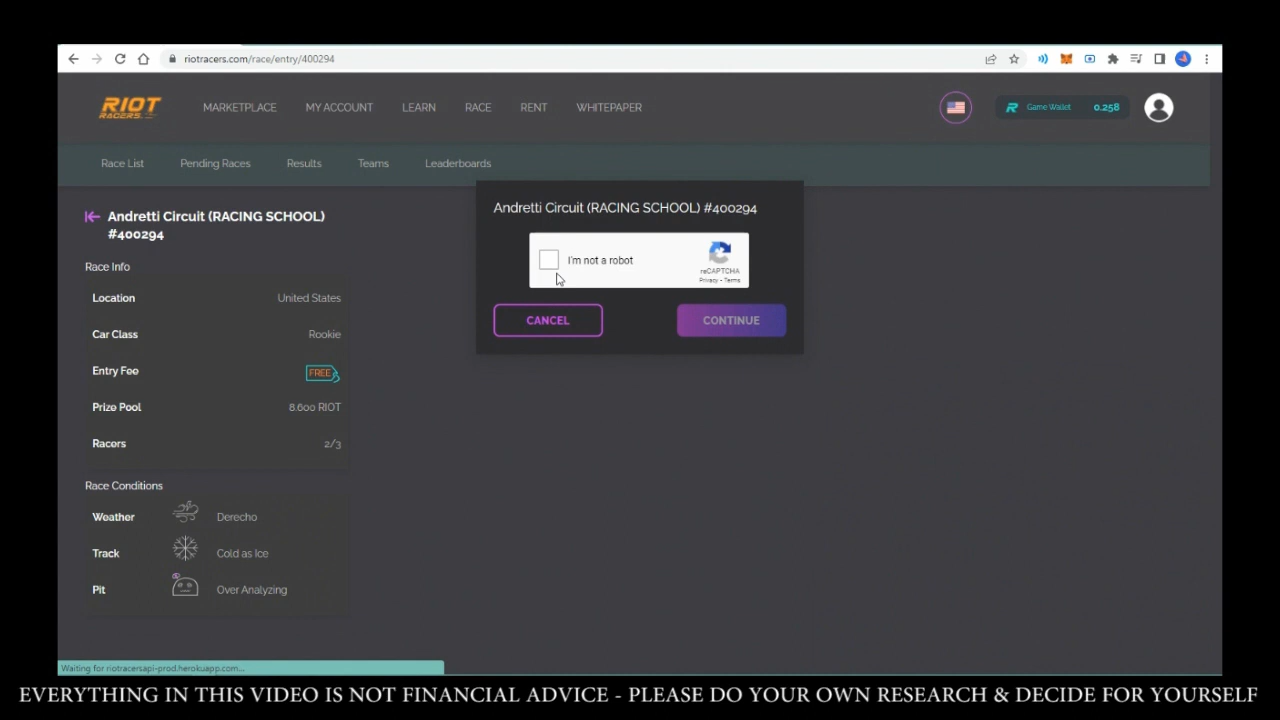 riotracers.com/race/entry/400294
RIOT
RACERS
MARKETPLACE
MY ACCOUNT
LEARN
RACE
RENT
WHITEPAPER
Game Wallet 0.258
Race List
Pending Races
Results
Teams
Leaderboards
Andretti Circuit (RACING SCHOOL)
#400294
Race Info
Location United States
Car Class Rookie
Entry Fee FREE
Prize Pool 8.600 RIOT
Racers 2/3
Race Conditions
Weather Derecho
Track Cold as Ice
Pit Over Analyzing
Andretti Circuit (RACING SCHOOL) #400294
I'm not a robot
reCAPTCHA
Privacy - Terms
CANCEL
CONTINUE
Waiting for riotracersapi-prod.herokuapp.com...
EVERYTHING IN THIS VIDEO IS NOT FINANCIAL ADVICE - PLEASE DO YOUR OWN RESEARCH & DECIDE FOR YOURSELF